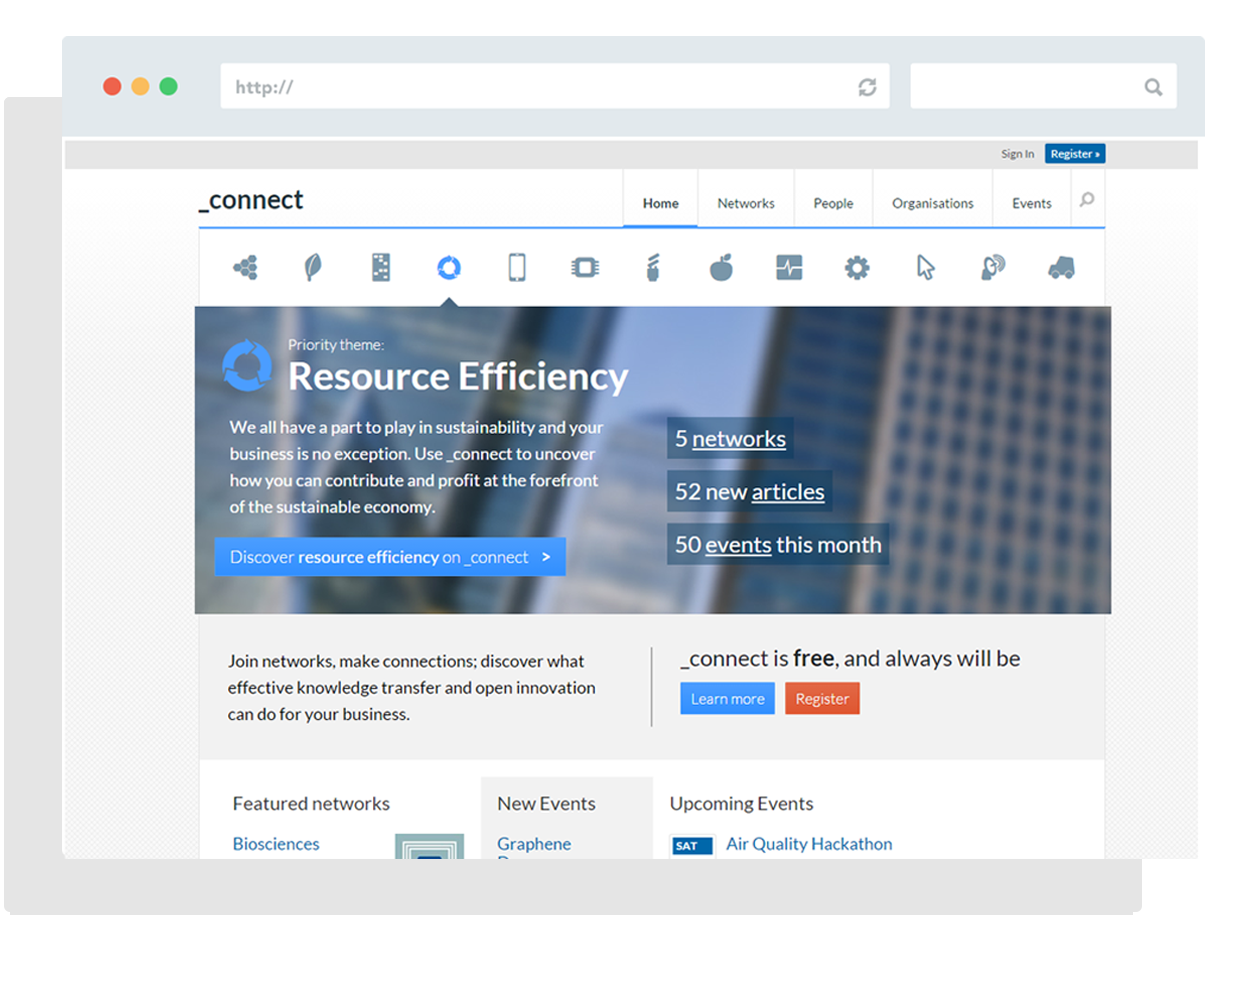 http://
Sign In Register »
_connect
Home Networks People Organisations Events
Priority theme:
Resource Efficiency
We all have a part to play in sustainability and your
business is no exception. Use _connect to uncover
how you can contribute and profit at the forefront
of the sustainable economy.
Discover resource efficiency on _connect >
5 networks
52 new articles
50 events this month
Join networks, make connections; discover what
effective knowledge transfer and open innovation
can do for your business.
_connect is free, and always will be
Learn more Register
Featured networks
Biosciences
New Events
Graphene
Upcoming Events
SAT Air Quality Hackathon